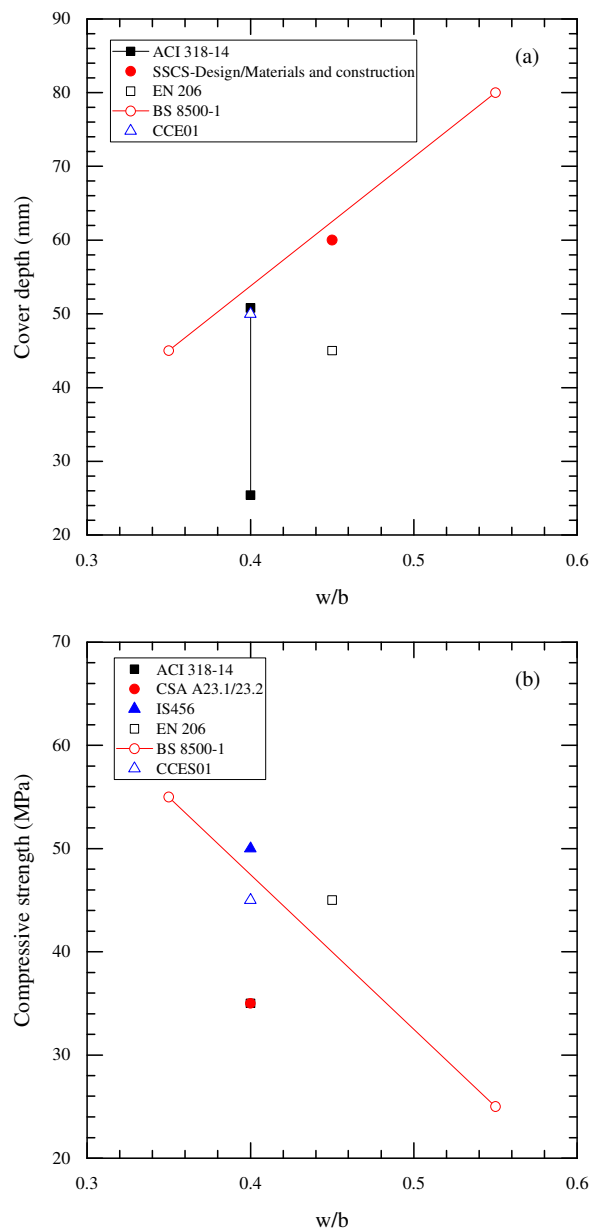 90
80
70
60
50
40
30
20
Cover depth (mm)
ACI 318-14
SSCS-Design/Materials and construction
EN 206
BS 8500-1
CCE01
(a)
0.3 0.4 0.5 0.6
w/b
70
60
50
40
30
20
Compressive strength (MPa)
ACI 318-14
CSA A23.1/23.2
IS456
EN 206
BS 8500-1
CCES01
(b)
0.3 0.4 0.5 0.6
w/b